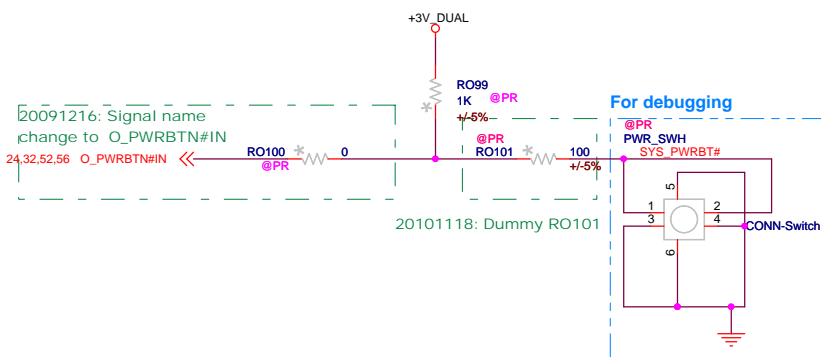 +3V_DUAL
RO99
1K @PR
+/-5%
For debugging
20091216: Signal name
change to O_PWRBTN#IN
24,32,52,56 O_PWRBTN#IN
RO100 0
@PR
@PR
RO101 100
+/-5%
@PR
PWR_SWH
SYS_PWRBT#
5
1 2
3 4
6
CONN-Switch
20101118: Dummy RO101